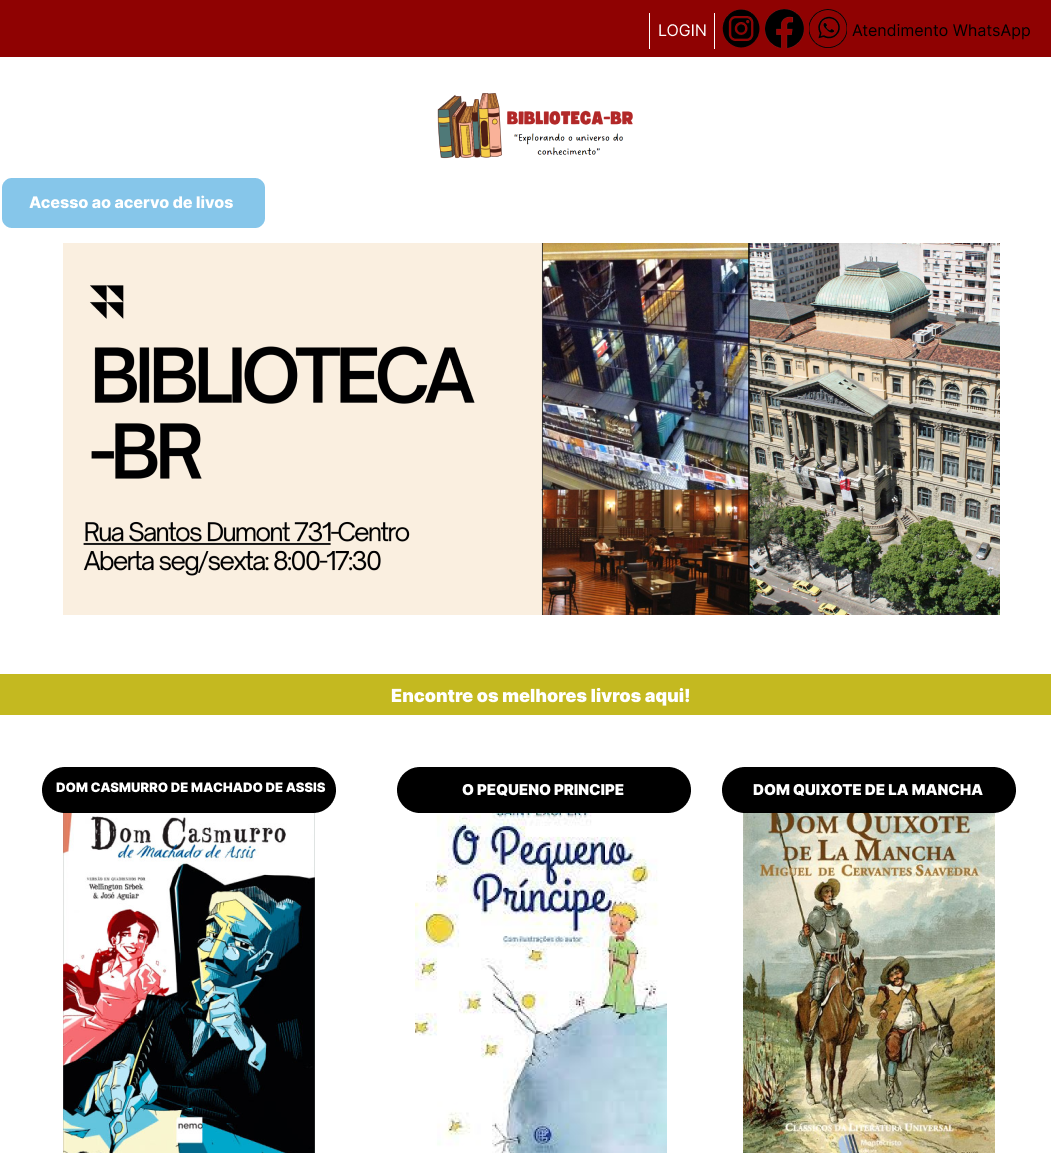 LOGIN
Atendimento WhatsApp
BIBLIOTECA-BR
"Explorando o universo do
conhecimento"
Acesso ao acervo de livos
BIBLIOTECA
-BR
Rua Santos Dumont 731-Centro
Aberta seg/sexta: 8:00-17:30
Encontre os melhores livros aqui!
DOM CASMURRO DE MACHADO DE ASSIS
Dom Casmurro
de Machado de Assis
VERSÃO EM QUADRINHOS POR
Wellington Srbek
& José Aguiar
nemo
O PEQUENO PRINCIPE
O Pequeno
Príncipe
Com ilustrações do autor
DOM QUIXOTE DE LA MANCHA
DOM QUIXOTE
DE LA MANCHA
MIGUEL DE CERVANTES SAAVEDRA
CLÁSSICOS DA LITERATURA UNIVERSAL